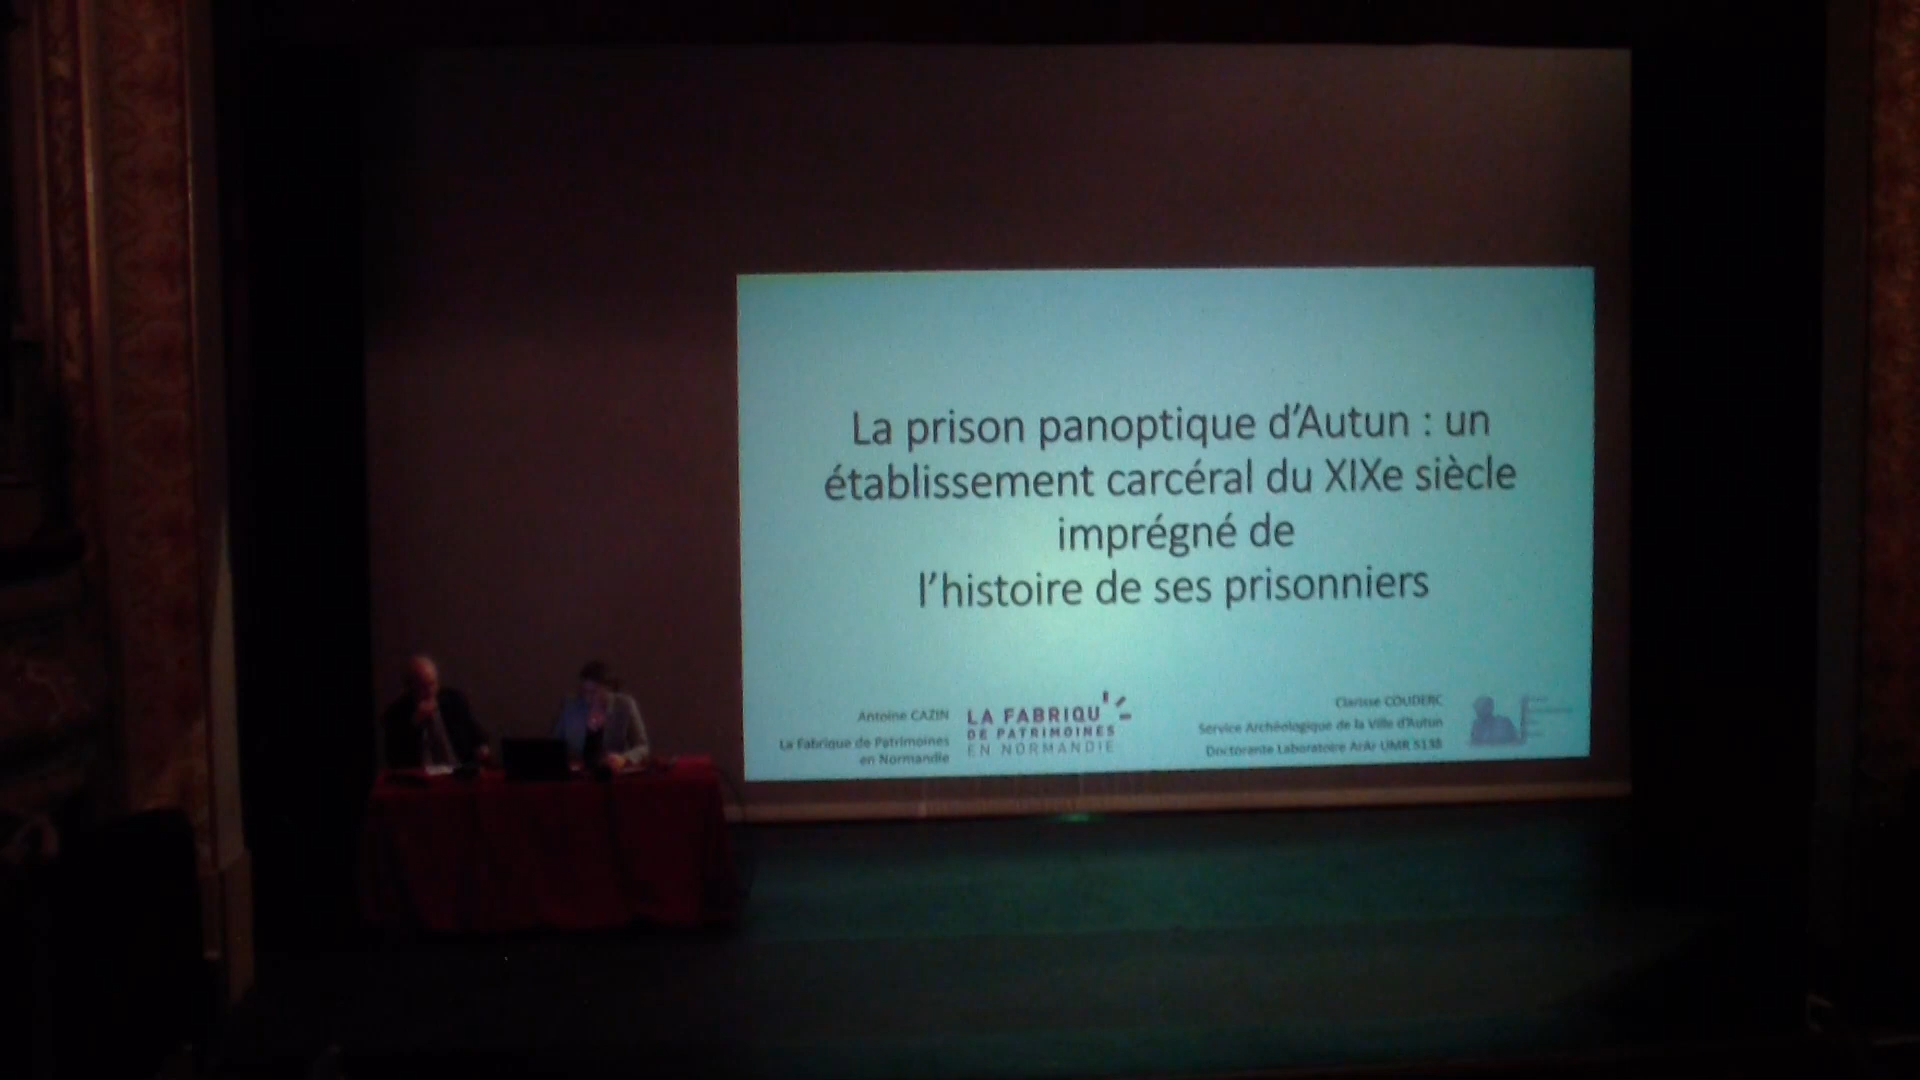 La prison panoptique d'Autun : un
établissement carcéral du XIXe siècle
imprégné de
l'histoire de ses prisonniers
Antoine CAZIN
La Fabrique de Patrimoines
en Normandie
LA FABRIQU
DE PATRIMOINES
EN NORMANDIE
Clarisse COUDERC
Service Archéologique de la Ville d'Autun
Doctorante Laboratoire ArAr UMR 5138